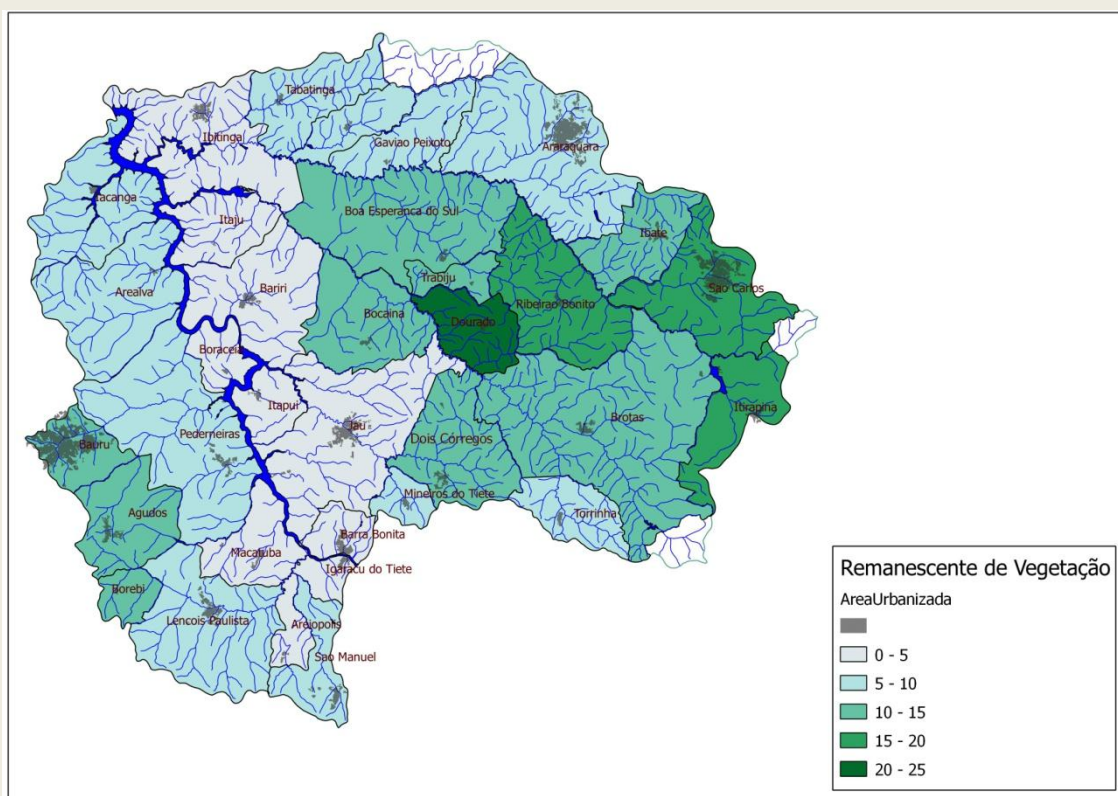 Tabatinga
Ibitinga
Gaviao Peixoto
Araraquara
Iacanga
Itaju
Boa Esperanca do Sul
Ibate
Arealva
Bariri
Trabiju
Sao Carlos
Ribeirao Bonito
Bocaina
Dourado
Boraceia
Itapui
Itirapina
Jau
Brotas
Pederneiras
Dois Corregos
Bauru
Mineiros do Tiete
Agudos
Torrinha
Barra Bonita
Macatuba
Igaracu do Tiete
Borebi
Lencois Paulista
Areiopolis
Sao Manuel
Remanescente de Vegetação
AreaUrbanizada
0 - 5
5 - 10
10 - 15
15 - 20
20 - 25